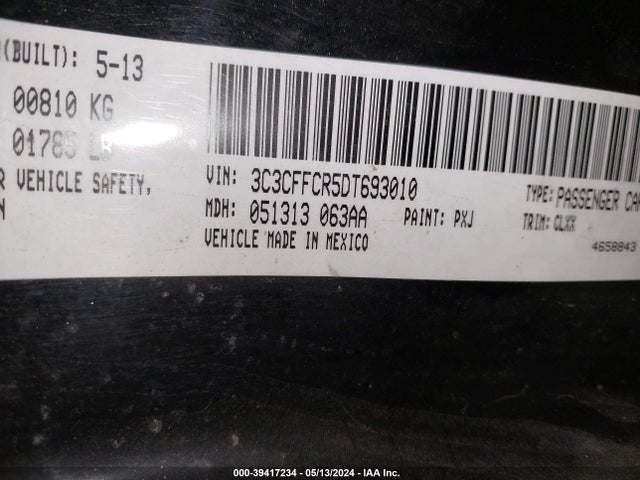 (BUILT): 5-13
00810 KG
01785 LB
VEHICLE SAFETY,
VIN: 3C3CFFCR5DT693010
TYPE: PASSENGER CAR
MDH: 051313 063AA PAINT: PXJ
TRIM: CLXX
VEHICLE MADE IN MEXICO
4658843
000-39417234 - 05/13/2024 - IAA Inc.